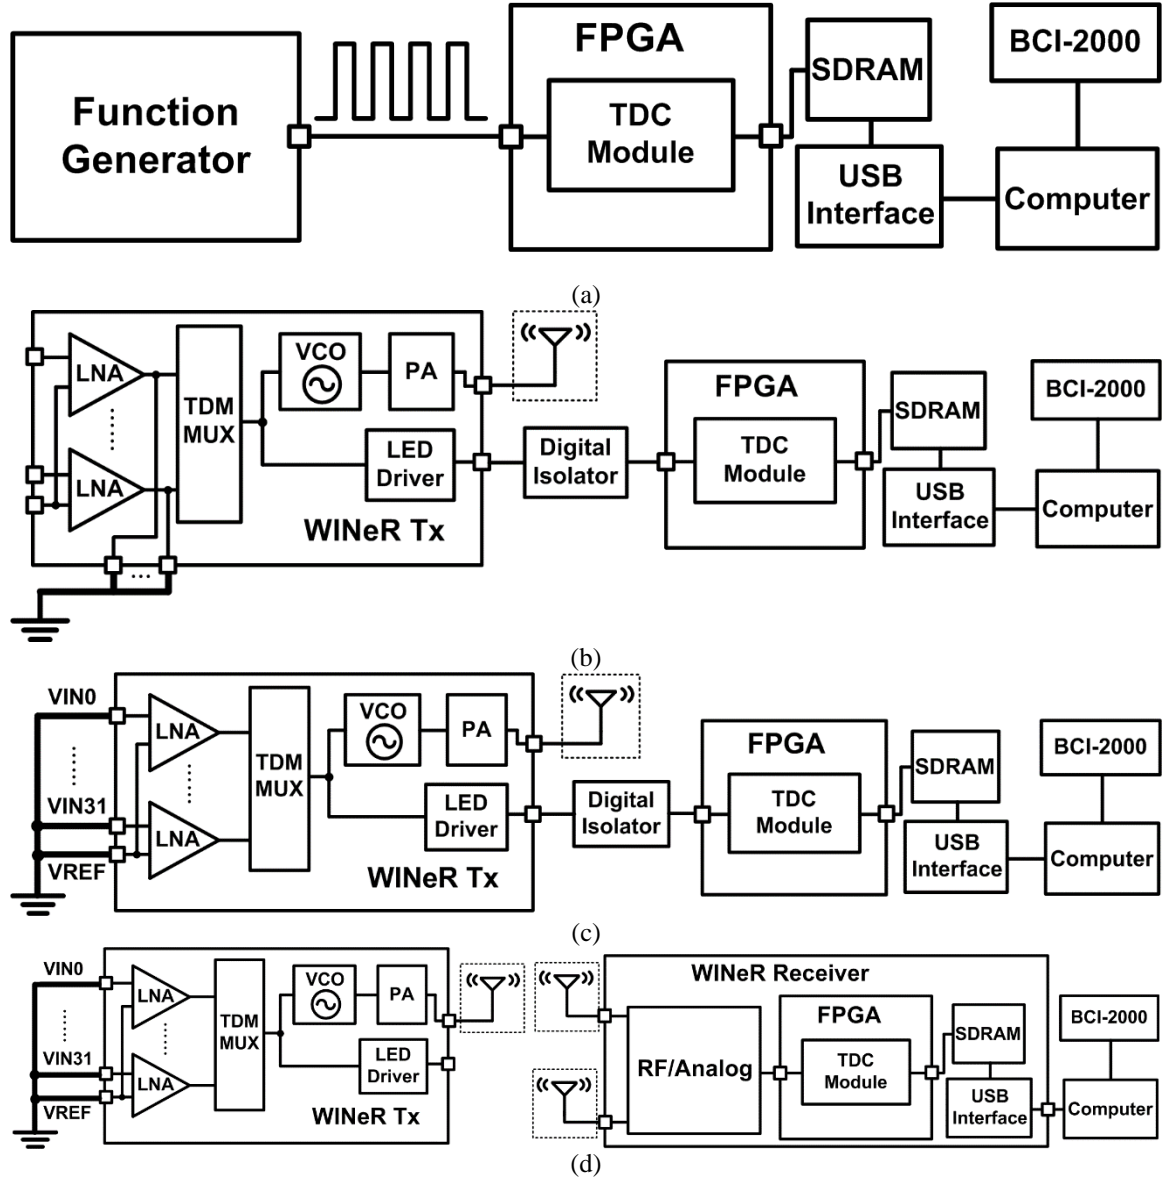 Function
Generator
FPGA
TDC
Module
SDRAM
USB
Interface
BCI-2000
Computer
(a)
LNA
LNA
TDM
MUX
VCO
PA
LED
Driver
WINeR Tx
...
Digital
Isolator
FPGA
TDC
Module
SDRAM
USB
Interface
BCI-2000
Computer
(b)
VIN0
VIN31
VREF
LNA
LNA
TDM
MUX
VCO
PA
LED
Driver
WINeR Tx
Digital
Isolator
FPGA
TDC
Module
SDRAM
USB
Interface
BCI-2000
Computer
(c)
VIN0
VIN31
VREF
LNA
LNA
TDM
MUX
VCO
PA
LED
Driver
WINeR Tx
WINeR Receiver
RF/Analog
FPGA
TDC
Module
SDRAM
USB
Interface
BCI-2000
Computer
(d)